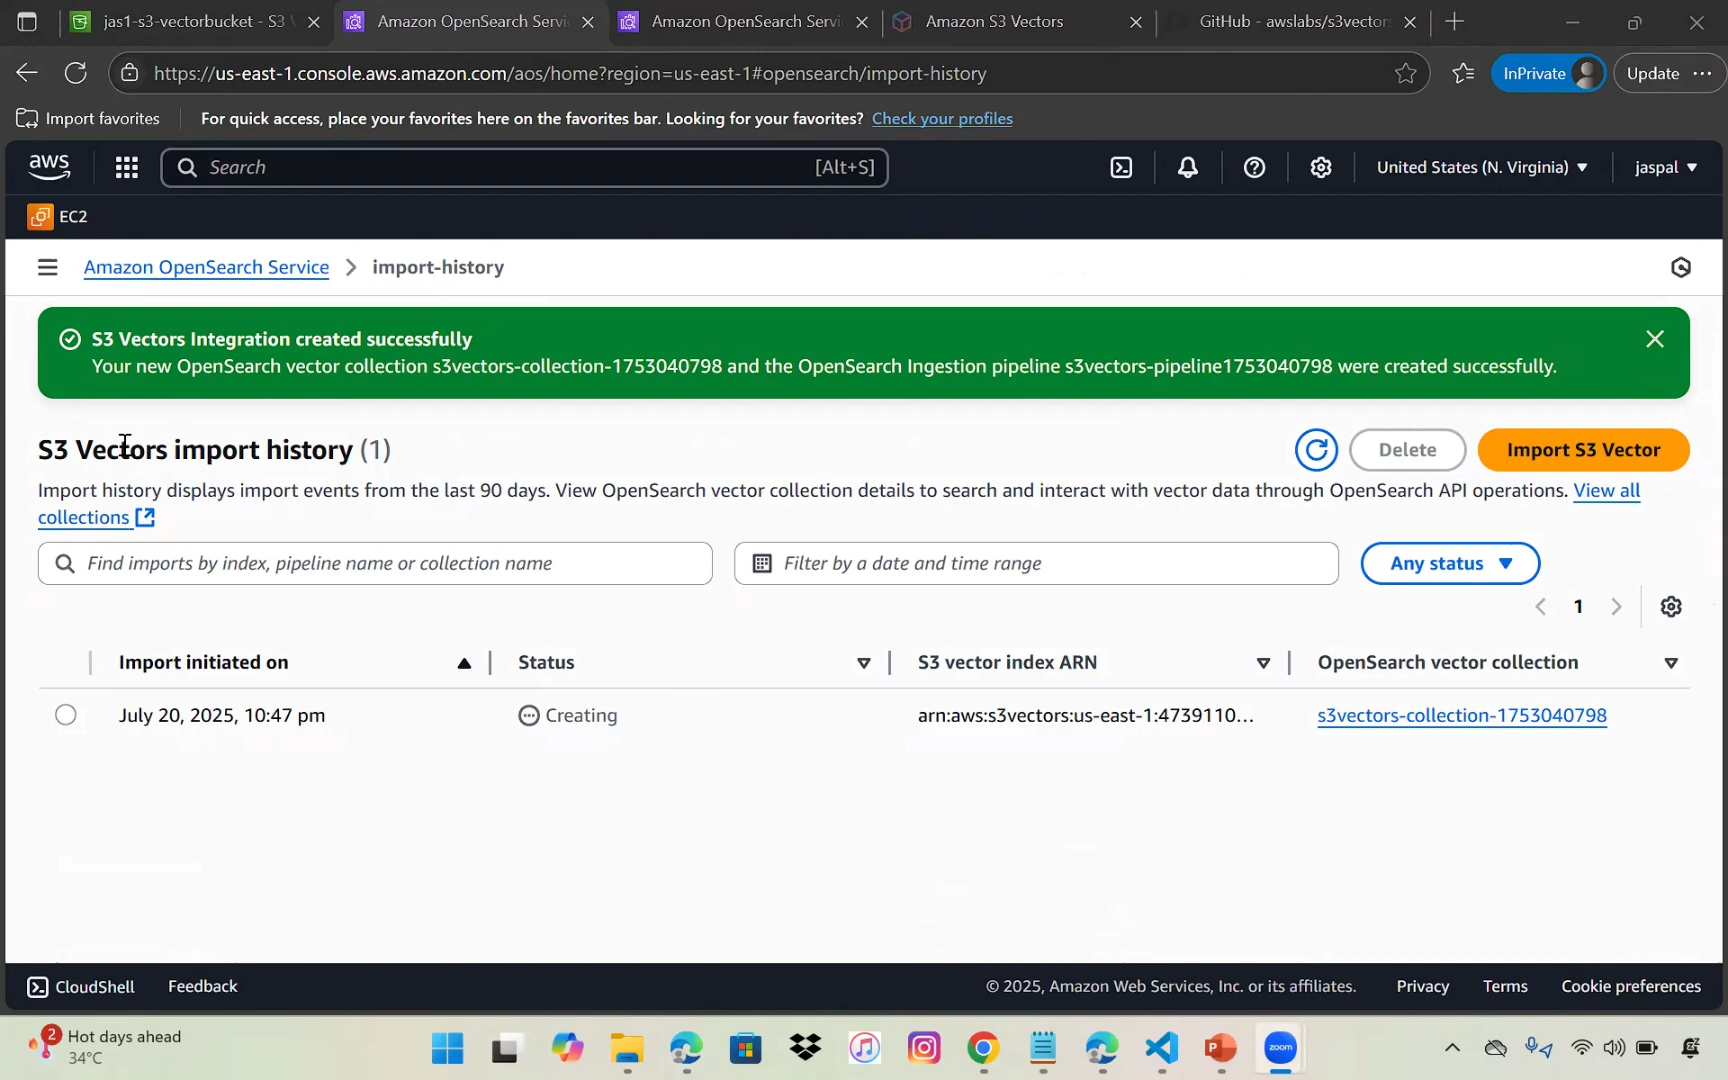 jas1-s3-vectorbucket - S3 V
Amazon OpenSearch Servic
Amazon OpenSearch Servic
Amazon S3 Vectors
GitHub - awslabs/s3vectors
https://us-east-1.console.aws.amazon.com/aos/home?region=us-east-1#opensearch/import-history
InPrivate
Update
Import favorites
For quick access, place your favorites here on the favorites bar. Looking for your favorites? Check your profiles
aws
Search
[Alt+S]
United States (N. Virginia)
jaspal
EC2
Amazon OpenSearch Service
import-history
S3 Vectors Integration created successfully
Your new OpenSearch vector collection s3vectors-collection-1753040798 and the OpenSearch Ingestion pipeline s3vectors-pipeline1753040798 were created successfully.
S3 Vectors import history (1)
Delete
Import S3 Vector
Import history displays import events from the last 90 days. View OpenSearch vector collection details to search and interact with vector data through OpenSearch API operations. View all
collections
Find imports by index, pipeline name or collection name
Filter by a date and time range
Any status
1
Import initiated on
Status
S3 vector index ARN
OpenSearch vector collection
July 20, 2025, 10:47 pm
Creating
arn:aws:s3vectors:us-east-1:4739110...
s3vectors-collection-1753040798
CloudShell
Feedback
© 2025, Amazon Web Services, Inc. or its affiliates.
Privacy
Terms
Cookie preferences
2
Hot days ahead
34°C
zoom